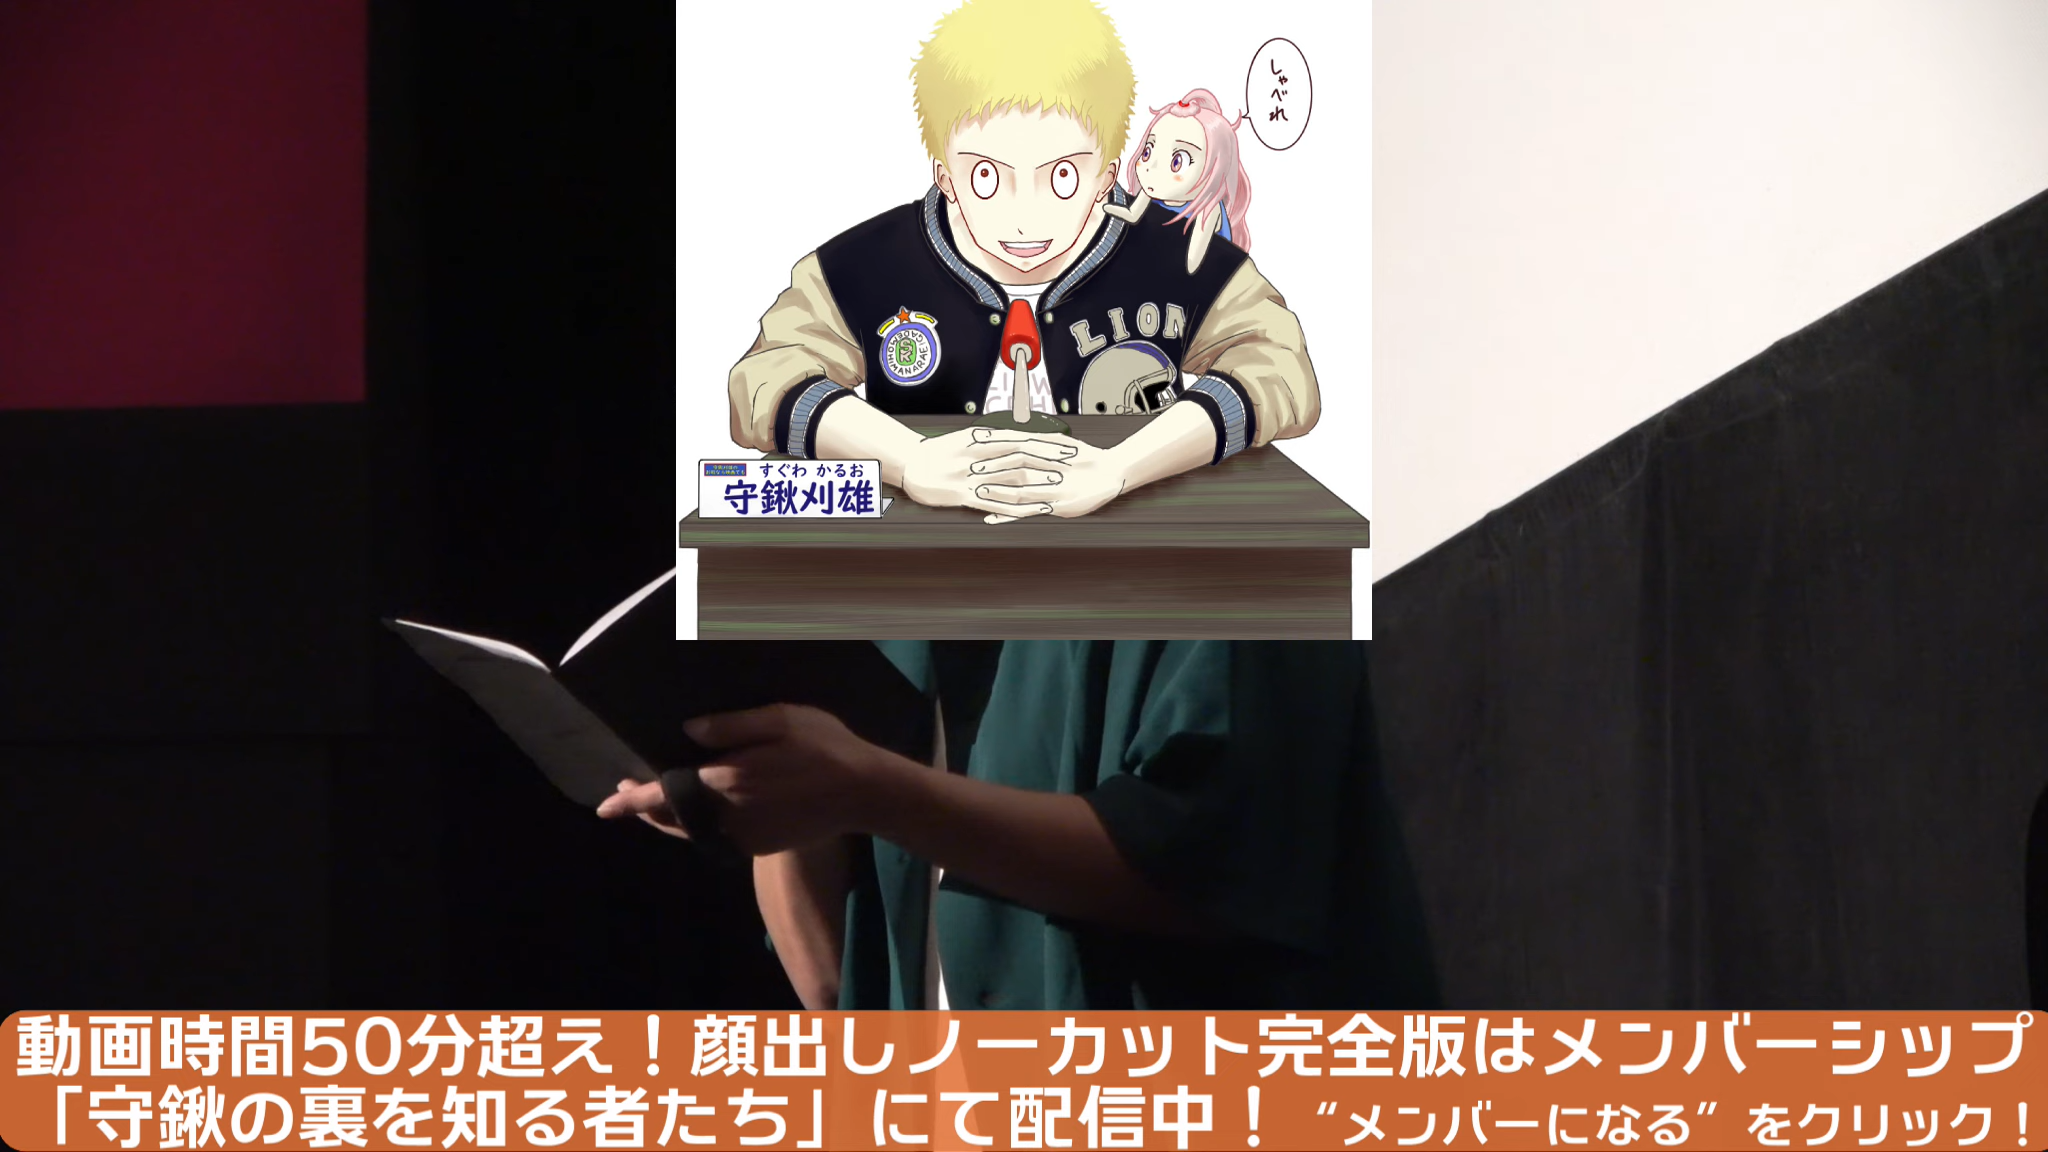 しゃべれ
LION
SK
すぐわ かるお
守鍬刈雄
動画時間50分超え！顔出しノーカット完全版はメンバーシップ
「守鍬の裏を知る者たち」にて配信中！ “メンバーになる”をクリック！